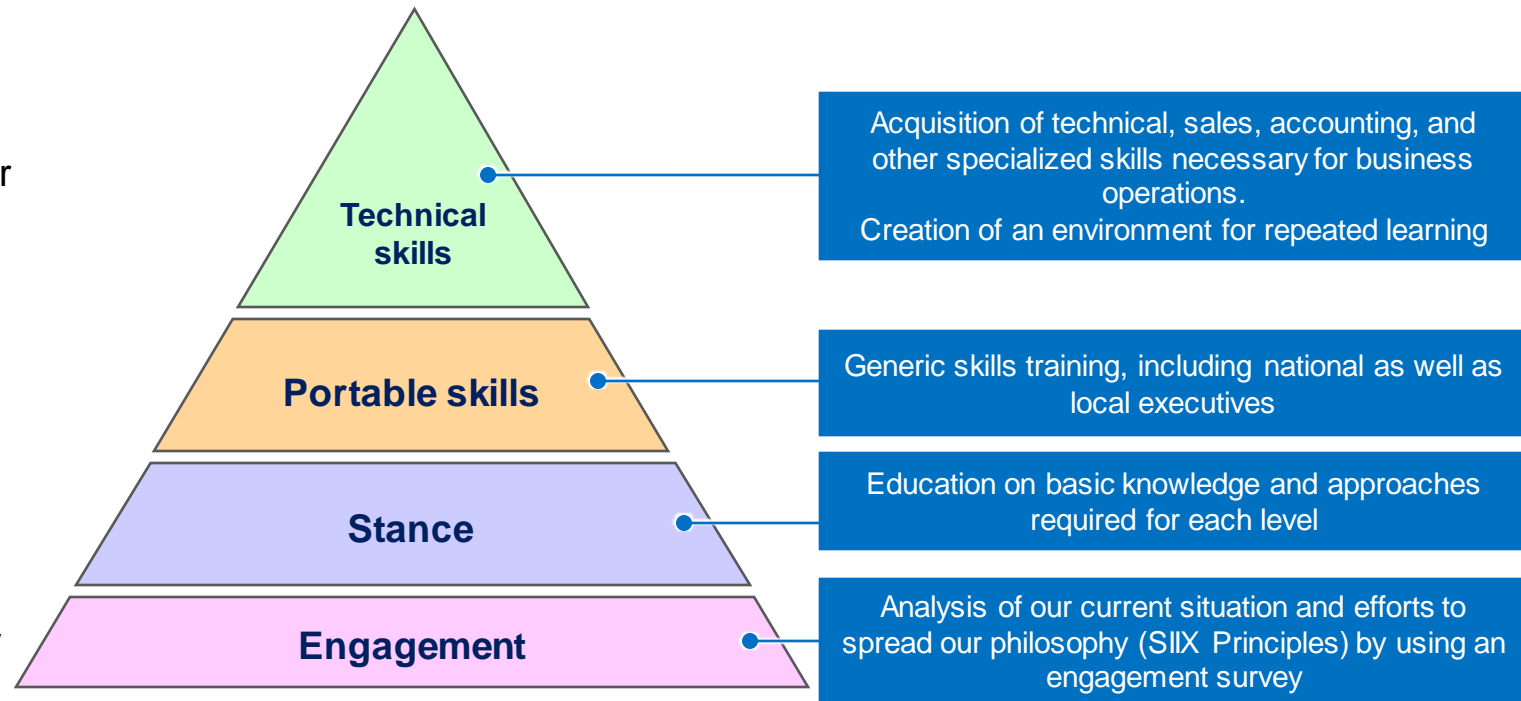 Acquisition of technical, sales, accounting, and
other specialized skills necessary for business
operations.
Creation of an environment for repeated learning
r
Technical
skills
Generic skills training, including national as well as
local executives
Portable skills
Education on basic knowledge and approaches
required for each level
Stance
Analysis of our current situation and efforts to
spread our philosophy (SIIX Principles) by using an
engagement survey
Engagement